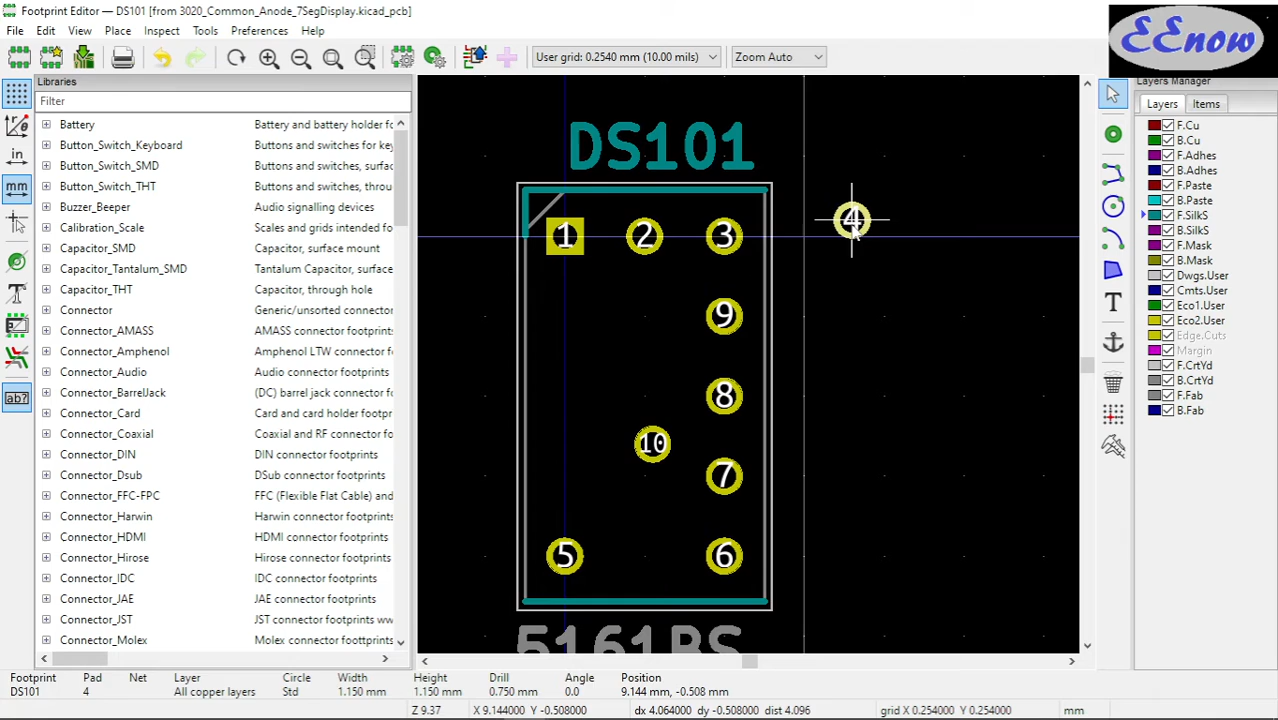 Footprint Editor — DS101 [from 3020_Common_Anode_7SegDisplay.kicad_pcb]
EEnow
File Edit View Place Inspect Tools Preferences Help
User grid: 0.2540 mm (10.00 mils) Zoom Auto
Libraries
Layers Manager
Filter
Layers Items
Battery Battery and battery holder fo
Button_Switch_Keyboard Buttons and switches for key
Button_Switch_SMD Buttons and switches, surfac
Button_Switch_THT Buttons and switches, throu
Buzzer_Beeper Audio signalling devices
Calibration_Scale Scales and grids intended fo
Capacitor_SMD Capacitor, surface mount
Capacitor_Tantalum_SMD Tantalum Capacitor, surface
Capacitor_THT Capacitor, through hole
Connector Generic/unsorted connector
Connector_AMASS AMASS connector footprints
Connector_Amphenol Amphenol LTW connector fo
Connector_Audio Audio connector footprints
Connector_BarrelJack (DC) barrel jack connector fo
Connector_Card Card and card holder footpr
Connector_Coaxial Coaxial and RF connector fo
Connector_DIN DIN connector footprints
Connector_Dsub DSub connector footprints
Connector_FFC-FPC FFC (Flexible Flat Cable) and
Connector_Harwin Harwin connector footprints
Connector_HDMI HDMI connector footprints
Connector_Hirose Hirose connector footprints
Connector_IDC IDC connector footprints
Connector_JAE JAE connector footprints
Connector_JST JST connector footprints ww
Connector_Molex Molex connector foottprints
in
mm
ab?
DS101
1 2 3 4
9
8
10
7
5 6
5161BS
T
F.Cu
B.Cu
F.Adhes
B.Adhes
F.Paste
B.Paste
F.SilkS
B.SilkS
F.Mask
B.Mask
Dwgs.User
Cmts.User
Eco1.User
Eco2.User
Edge.Cuts
Margin
F.CrtYd
B.CrtYd
F.Fab
B.Fab
Footprint Pad Net Layer Circle Width Height Drill Angle Position
DS101 4 All copper layers Std 1.150 mm 1.150 mm 0.750 mm 0.0 9.144 mm, -0.508 mm
Z 9.37 X 9.144000 Y -0.508000 dx 4.064000 dy -0.508000 dist 4.096 grid X 0.254000 Y 0.254000 mm